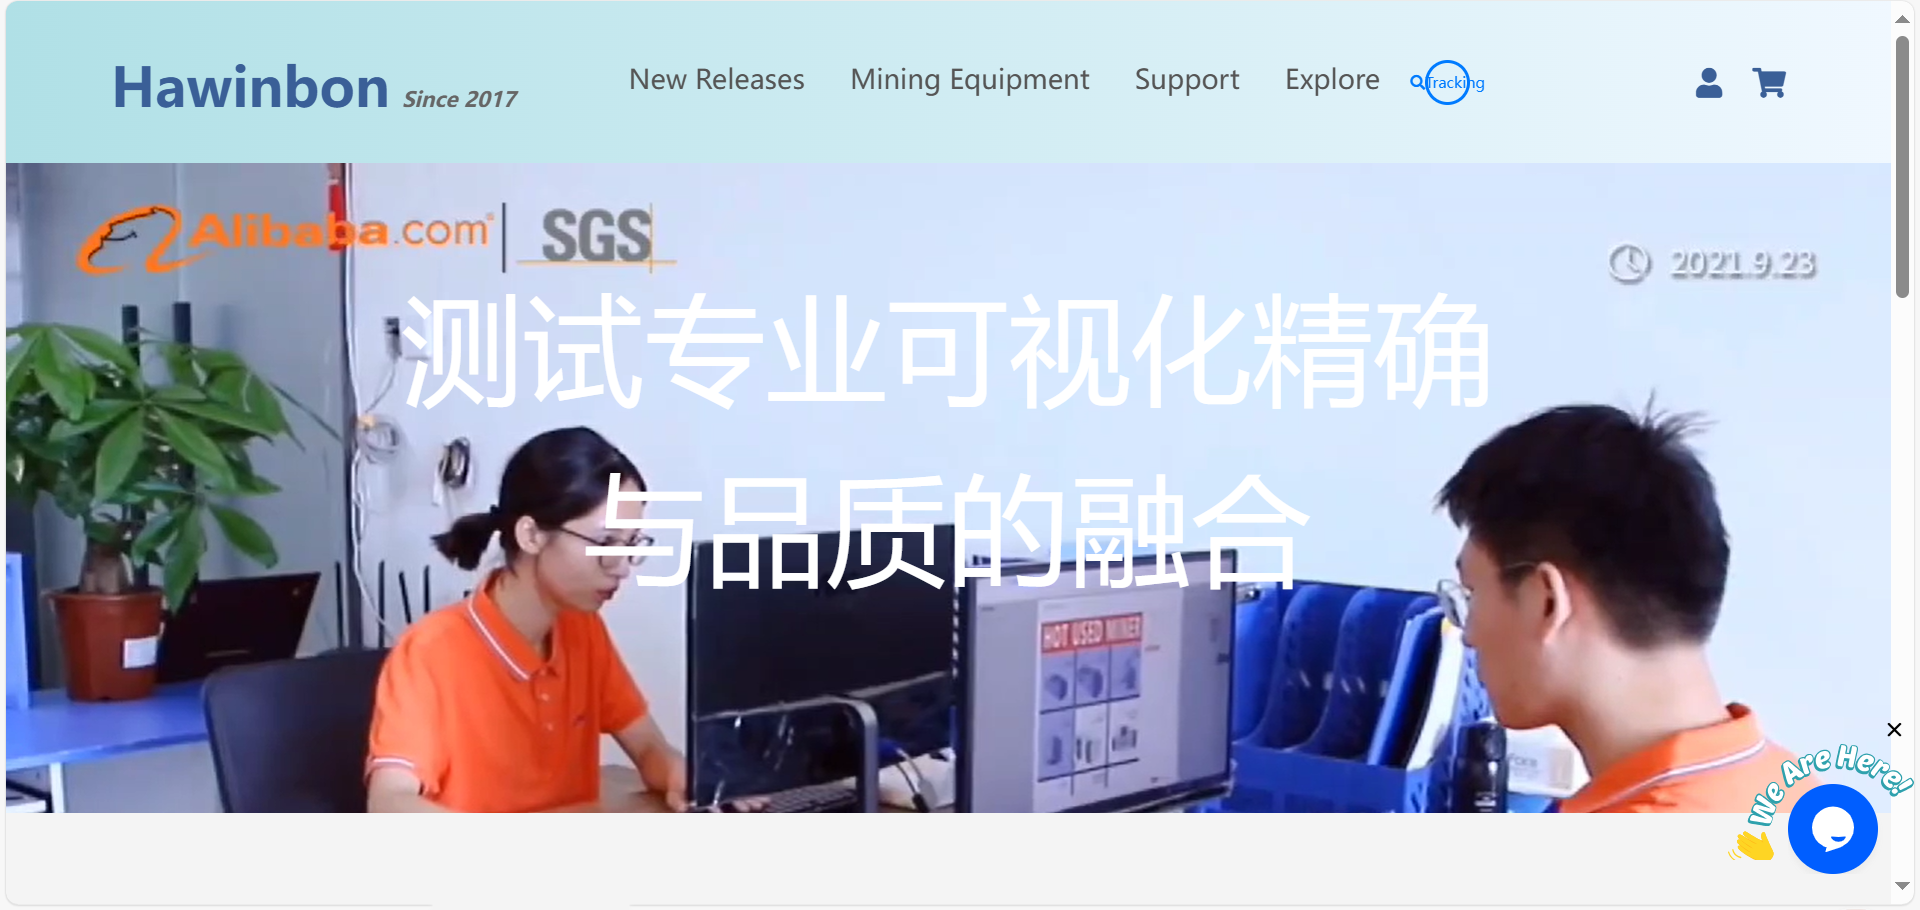 Hawinbon Since 2017
New Releases
Mining Equipment
Support
Explore
Tracking
Alibaba.com
SGS
2021.9.23
测试专业可视化精确
与品质的融合
HOT USED MINER
We Are Here!